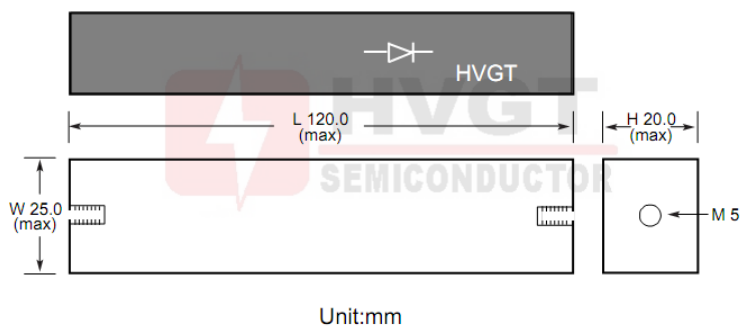 HVGT
L 120.0
(max)
H 20.0
(max)
HVGT
SEMICONDUCTOR
W 25.0
(max)
M 5
Unit:mm